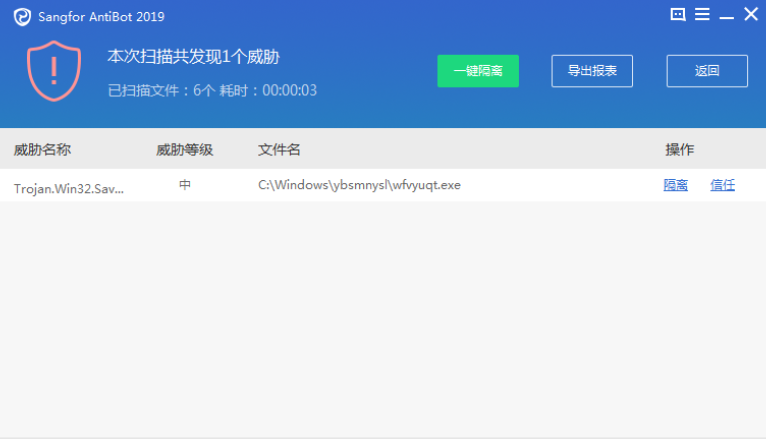 Sangfor AntiBot 2019
本次扫描共发现1个威胁
已扫描文件：6个 耗时：00:00:03
一键隔离 导出报表 返回
威胁名称 威胁等级 文件名 操作
Trojan.Win32.Sav... 中 C:\Windows\ybsmnysl\wfvyuqt.exe 隔离 信任